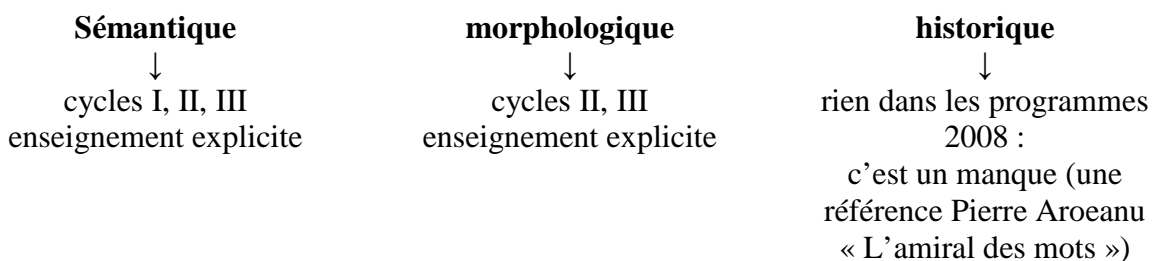 Sémantique
↓
cycles I, II, III
enseignement explicite
morphologique
↓
cycles II, III
enseignement explicite
historique
↓
rien dans les programmes
2008 :
c’est un manque (une
référence Pierre Aroeanu
« L’amiral des mots »)